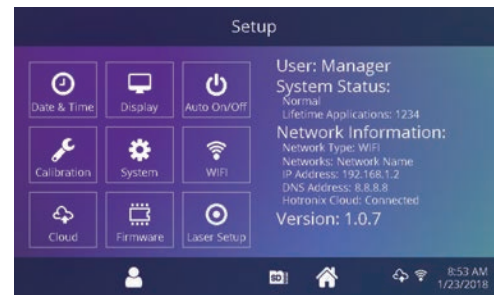 Setup
Date & Time
Display
Auto On/Off
Calibration
System
WIFI
Cloud
Firmware
Laser Setup
User: Manager
System Status:
Normal
Lifetime Applications: 1234
Network Information:
Network Type: WiFi
Networks: Network Name
IP Address: 192.168.1.2
DNS Address: 8.8.8.8
Hotronix Cloud: Connected
Version: 1.0.7
SD
8:53 AM
1/23/2018